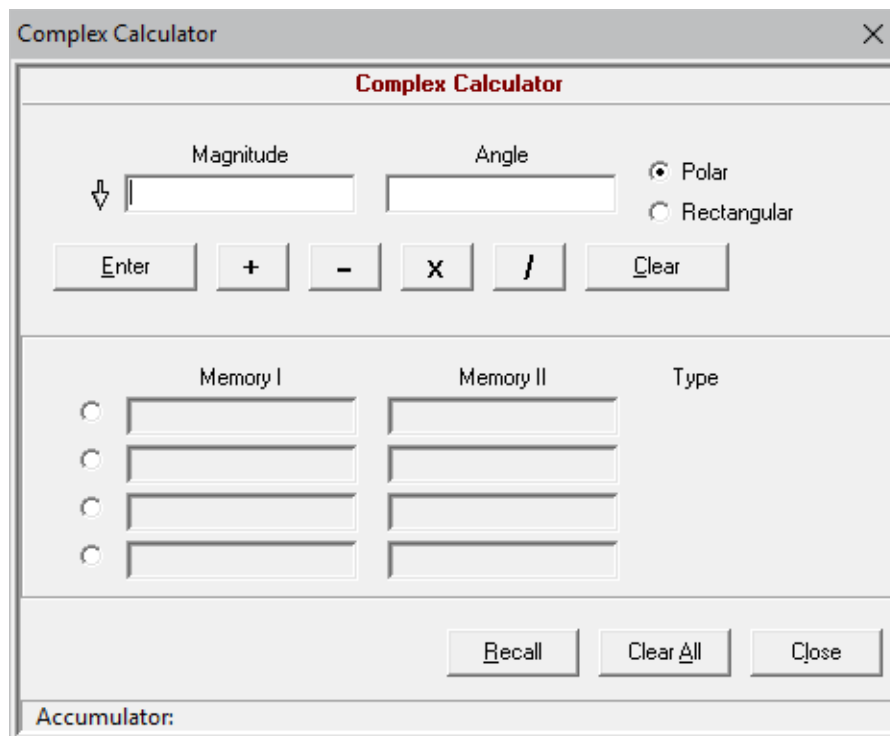 Complex Calculator
Complex Calculator
Magnitude Angle
Polar
Rectangular
Enter + - x / Clear
Memory I Memory II Type
Recall Clear All Close
Accumulator: